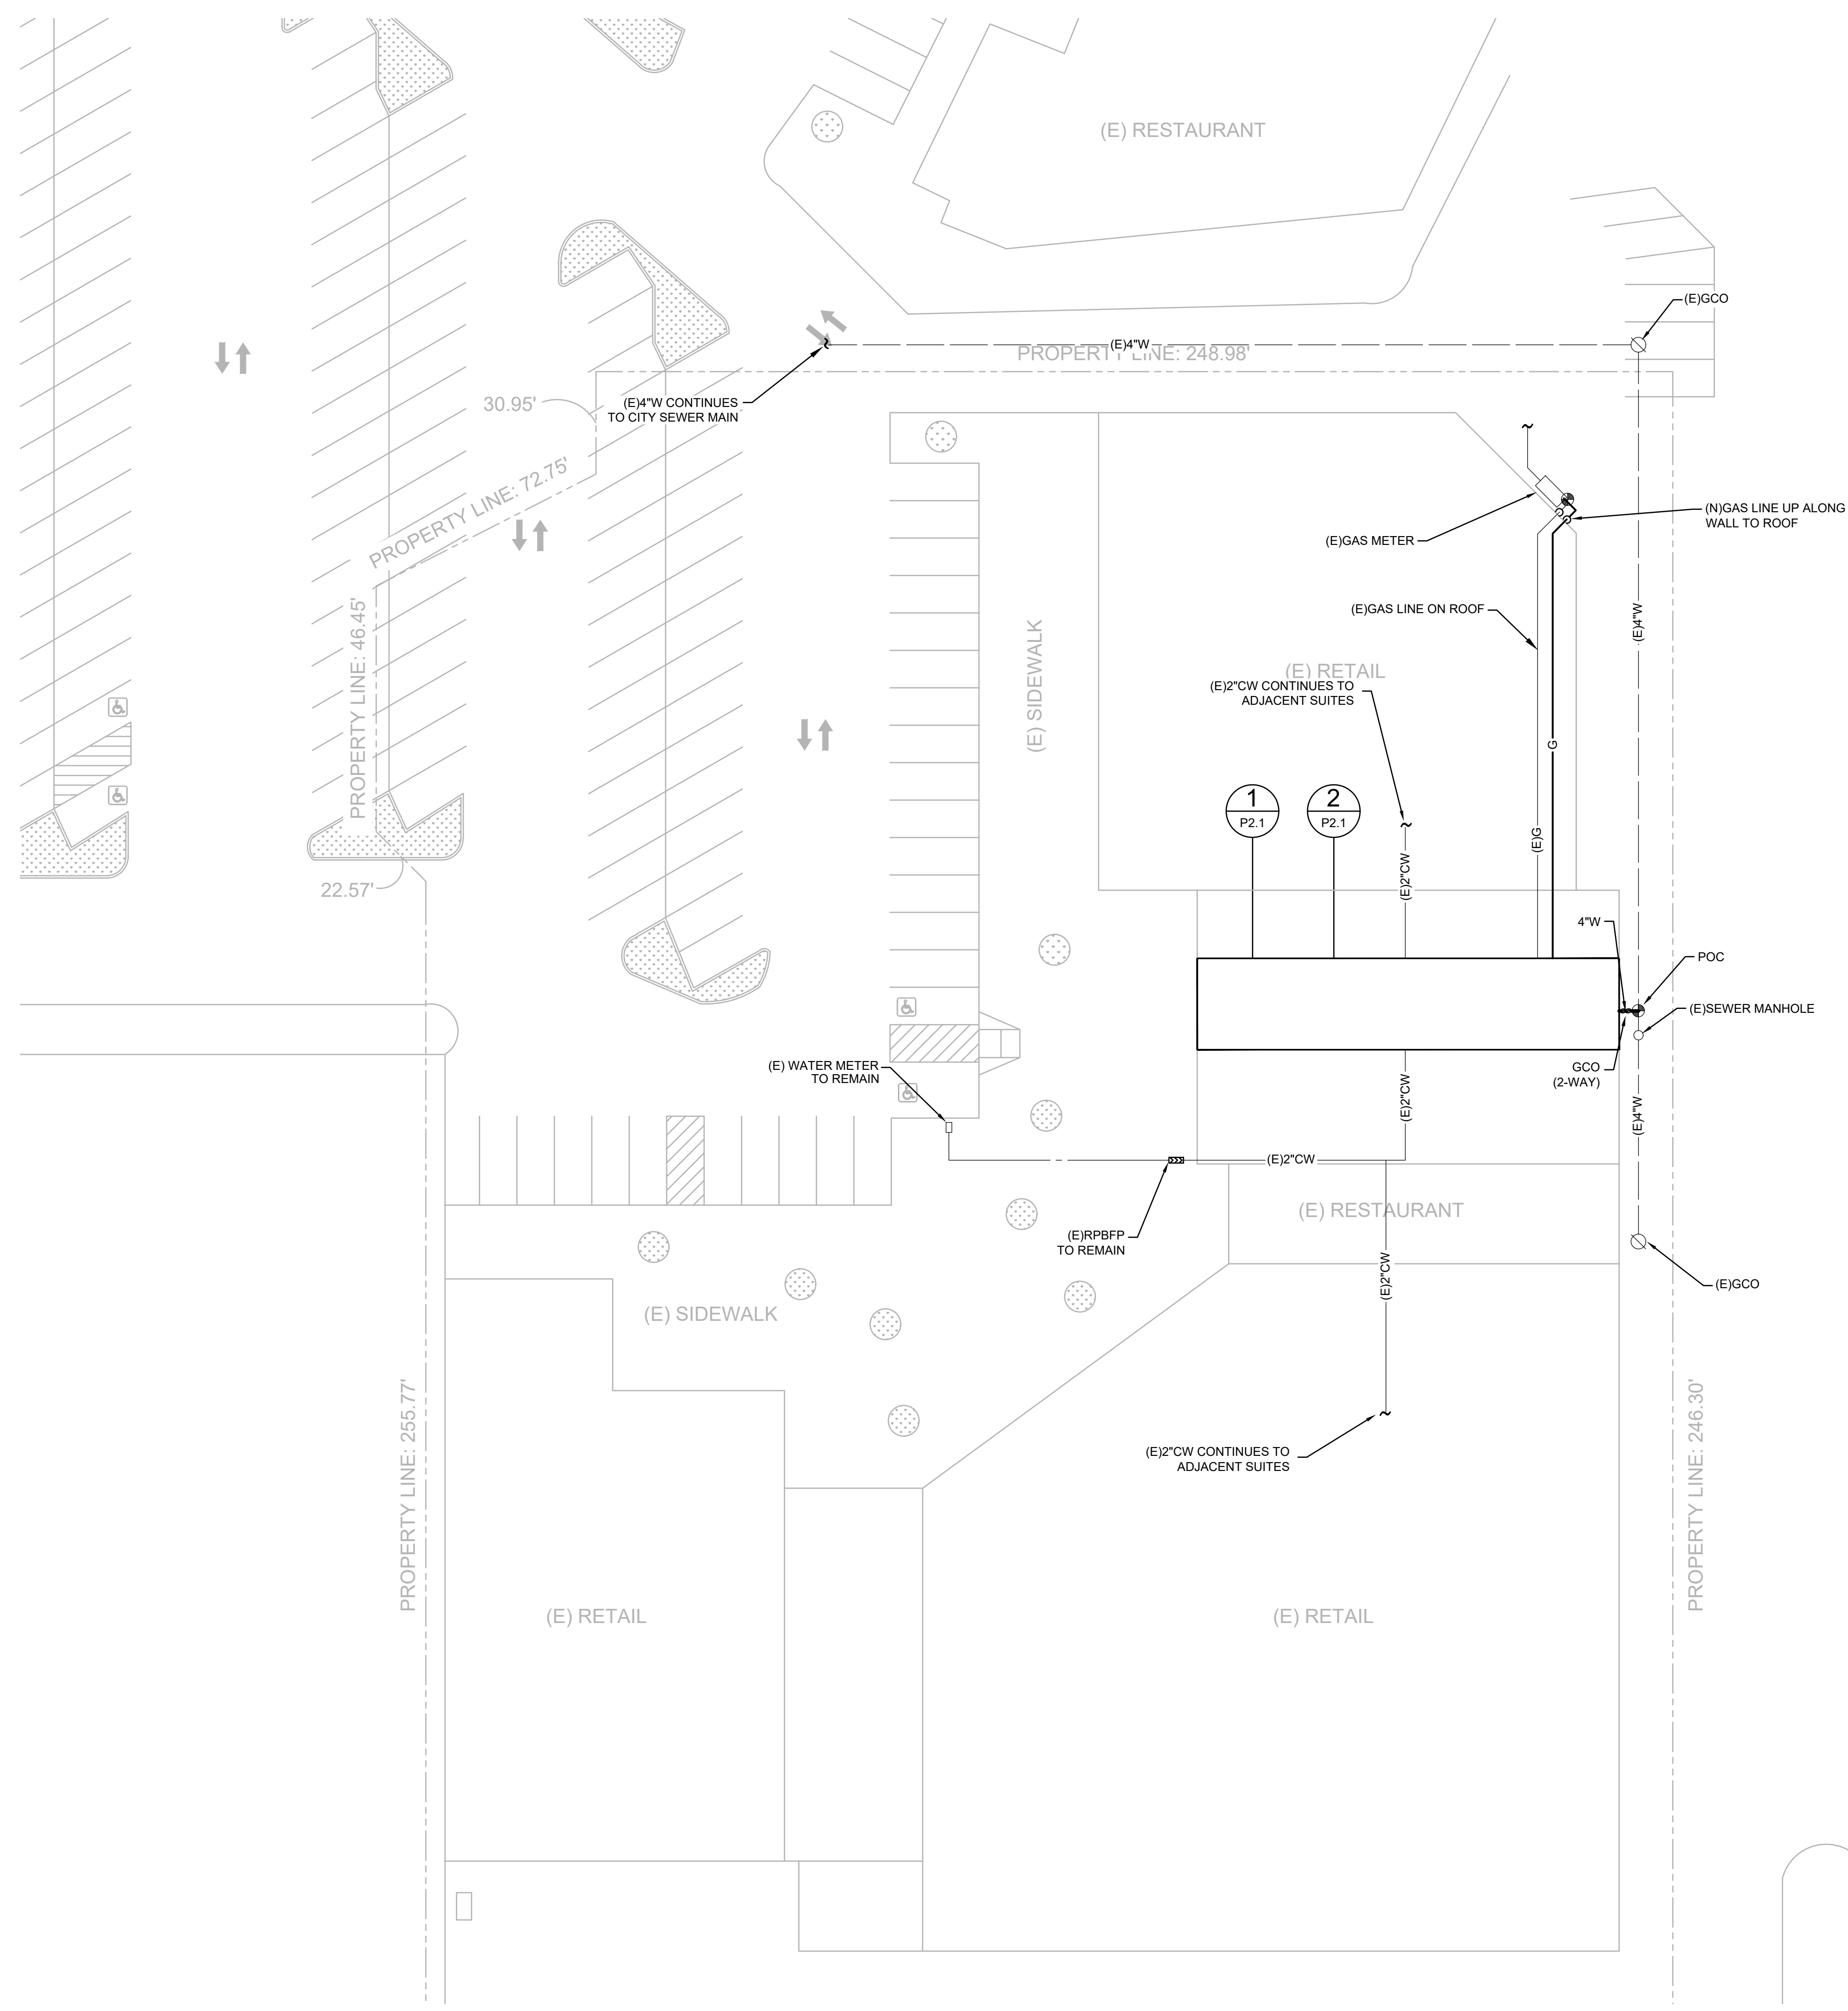 (E) RESTAURANT
(E)GCO
(E)4"W
PROPERTY LINE: 248.98'
30.95'
(E)4"W CONTINUES
TO CITY SEWER MAIN
PROPERTY LINE: 72.75'
(N)GAS LINE UP ALONG
WALL TO ROOF
(E)GAS METER
(E)GAS LINE ON ROOF
(E)4"W
PROPERTY LINE: 46.45'
(E) SIDEWALK
(E) RETAIL
(E)2"CW CONTINUES TO
ADJACENT SUITES
G
1
P2.1
2
P2.1
(E)G
(E)2"CW
22.57'
4"W
POC
(E)SEWER MANHOLE
GCO
(2-WAY)
(E) WATER METER
TO REMAIN
(E)2"CW
(E)4"W
(E)2"CW
(E) RESTAURANT
(E)RPBFP
TO REMAIN
(E)2"CW
(E)GCO
(E) SIDEWALK
(E)2"CW CONTINUES TO
ADJACENT SUITES
PROPERTY LINE: 255.77'
PROPERTY LINE: 246.30'
(E) RETAIL
(E) RETAIL